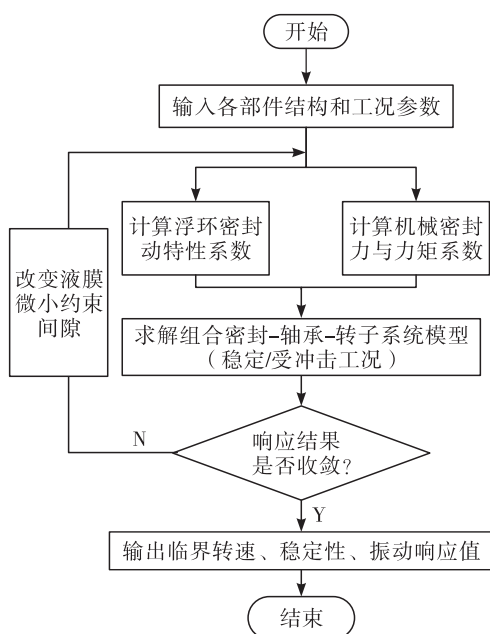 开始
输入各部件结构和工况参数
计算浮环密封
动特性系数
计算机械密封
力与力矩系数
改变液膜
微小约束
间隙
求解组合密封-轴承-转子系统模型
（稳定/受冲击工况）
响应结果
是否收敛?
N
Y
输出临界转速、稳定性、振动响应值
结束